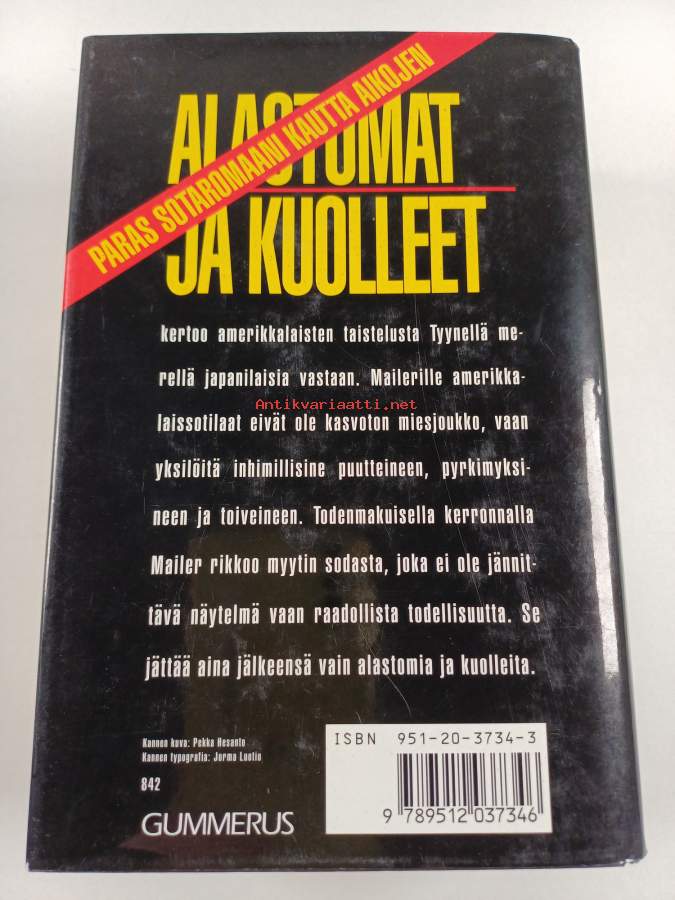 PARAS SOTAROMAANI KAUTTA AIKOJEN
ALASTOMAT
JA KUOLLEET
kertoo amerikkalaisten taistelusta Tyynellä me-
rellä japanilaisia vastaan. Mailerille amerikka-
Antikvariaatti.net
laissotilaat eivät ole kasvoton miesjoukko, vaan
yksilöitä inhimillisine puutteineen, pyrkimyksi-
neen ja toiveineen. Todenmakuisella kerronnalla
Mailer rikkoo myytin sodasta, joka ei ole jännit-
tävä näytelmä vaan raadollista todellisuutta. Se
jättää aina jälkeensä vain alastomia ja kuolleita.
Kannen kuva: Pekka Hesanto
Kannen typografia: Jorma Luotio
842
GUMMERUS
ISBN 951-20-3734-3
9 789512 037346